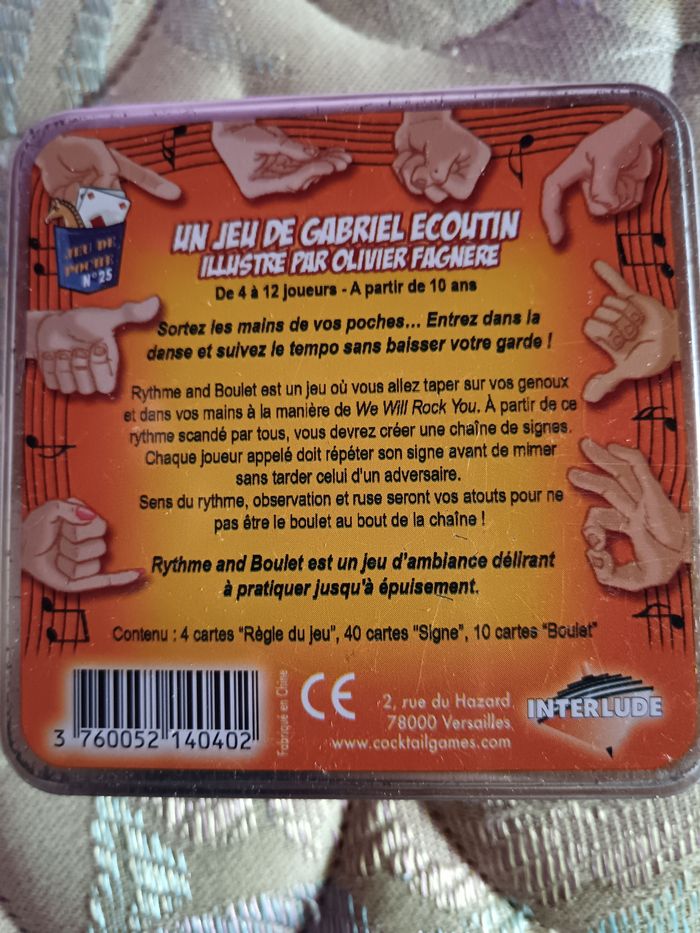 JEU DE
POCHE
N°25
UN JEU DE GABRIEL ECOUTIN
ILLUSTRE PAR OLIVIER FAGNERE
De 4 à 12 joueurs - A partir de 10 ans
Sortez les mains de vos poches... Entrez dans la
danse et suivez le tempo sans baisser votre garde !
Rythme and Boulet est un jeu où vous allez taper sur vos genoux
et dans vos mains à la manière de We Will Rock You. À partir de ce
rythme scandé par tous, vous devrez créer une chaîne de signes.
Chaque joueur appelé doit répéter son signe avant de mimer
sans tarder celui d'un adversaire.
Sens du rythme, observation et ruse seront vos atouts pour ne
pas être le boulet au bout de la chaîne !
Rythme and Boulet est un jeu d'ambiance délirant
à pratiquer jusqu'à épuisement.
Contenu : 4 cartes "Règle du jeu", 40 cartes "Signe", 10 cartes "Boulet"
3 760052 140402
Fabriqué en Chine
CE
2, rue du Hazard
78000 Versailles
www.cocktailgames.com
INTERLUDE